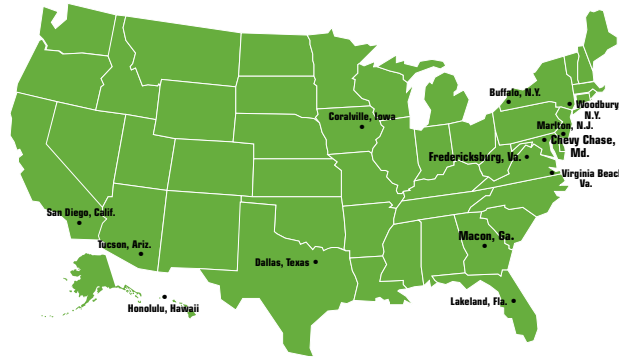 Buffalo, N.Y.
Woodbury
N.Y.
Coralville, Iowa
Marlton, N.J.
Chevy Chase,
Md.
Fredericksburg, Va.
Virginia Beach
Va.
San Diego, Calif.
Macon, Ga.
Tucson, Ariz.
Dallas, Texas
Lakeland, Fla.
Honolulu, Hawaii